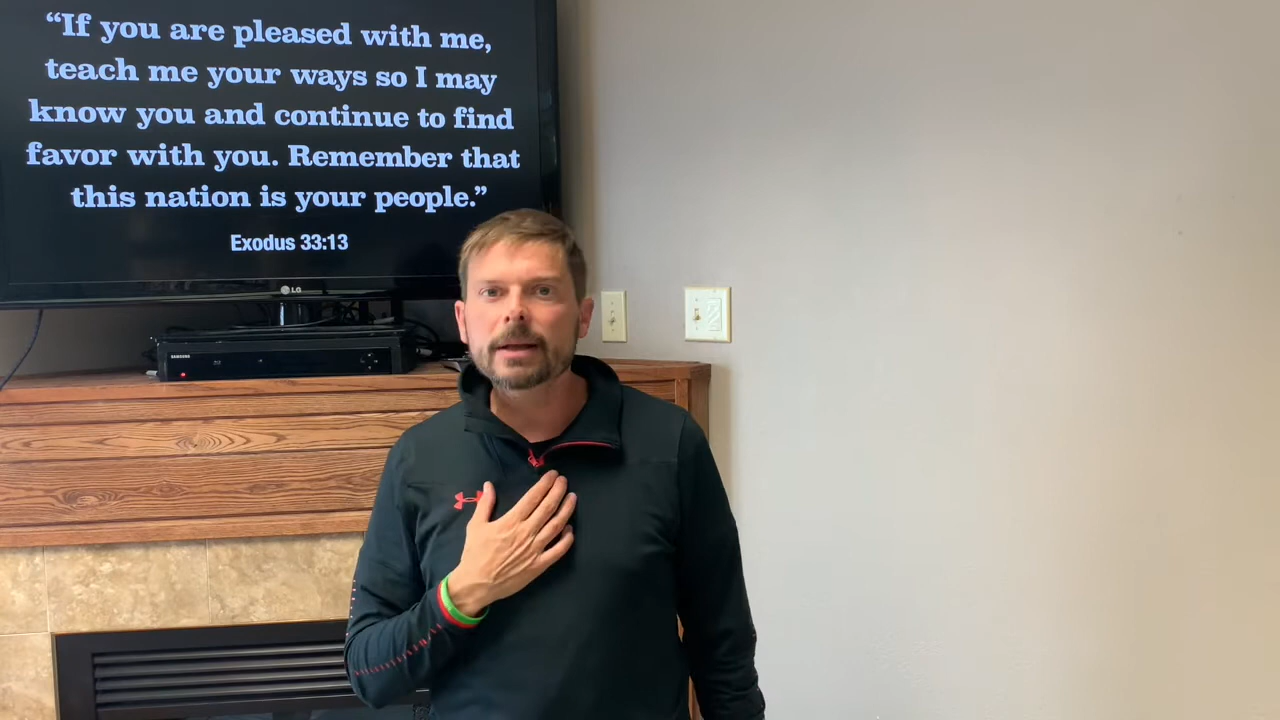 “If you are pleased with me,
teach me your ways so I may
know you and continue to find
favor with you. Remember that
this nation is your people.”
Exodus 33:13
LG
SAMSUNG